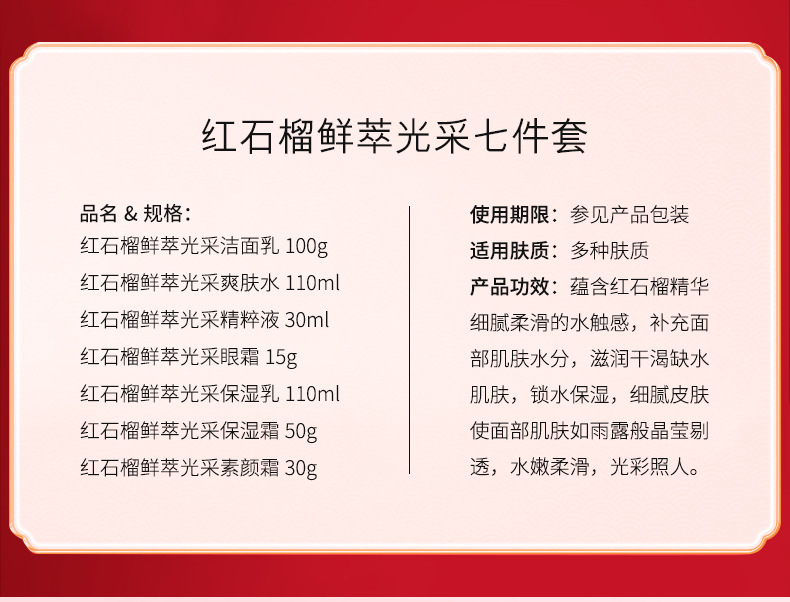 红石榴鲜萃光采七件套
品名 & 规格：
红石榴鲜萃光采洁面乳 100g
红石榴鲜萃光采爽肤水 110ml
红石榴鲜萃光采精粹液 30ml
红石榴鲜萃光采眼霜 15g
红石榴鲜萃光采保湿乳 110ml
红石榴鲜萃光采保湿霜 50g
红石榴鲜萃光采素颜霜 30g
使用期限：参见产品包装
适用肤质：多种肤质
产品功效：蕴含红石榴精华
细腻柔滑的水触感，补充面
部肌肤水分，滋润干渴缺水
肌肤，锁水保湿，细腻皮肤
使面部肌肤如雨露般晶莹剔
透，水嫩柔滑，光彩照人。